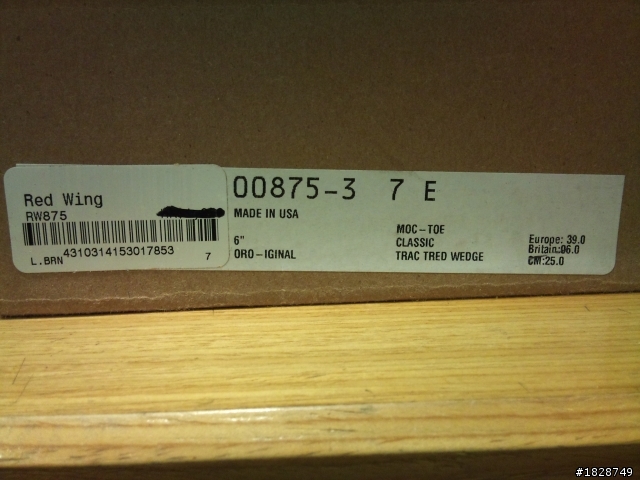 Red Wing
RW875
4310314153017853
L.BRN 7
00875-3 7 E
MADE IN USA
6" 
ORO-IGINAL
MOC-TOE
CLASSIC
TRAC TRED WEDGE
Europe: 39.0
Britain:06.0
CM:25.0
#1828749